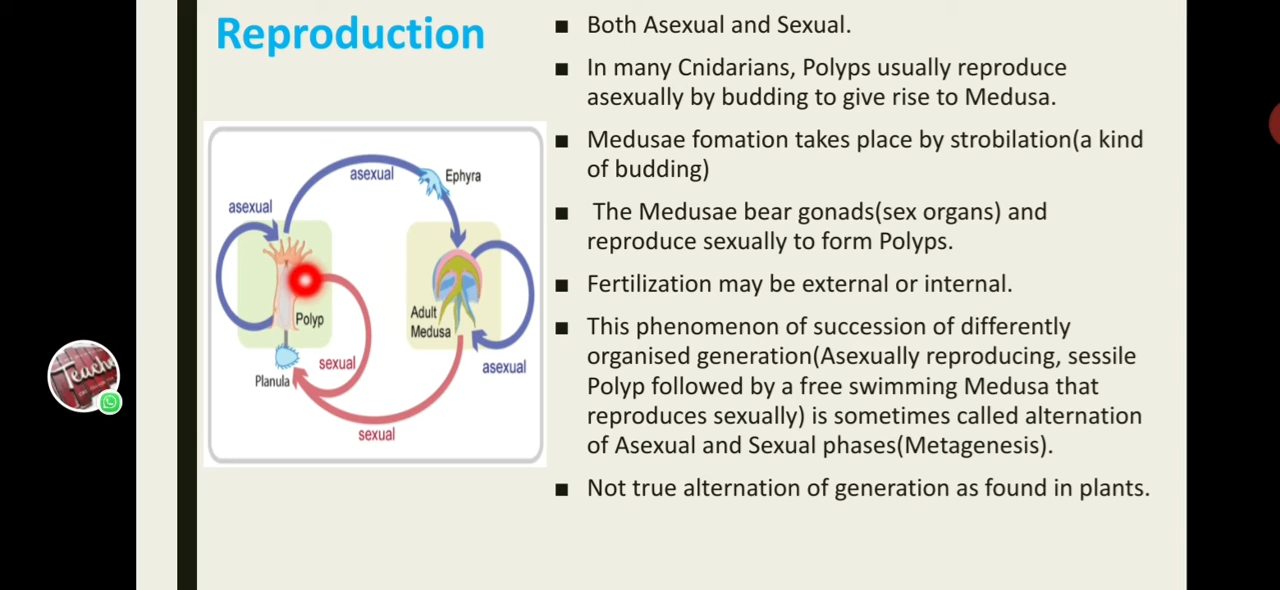 Reproduction
■ Both Asexual and Sexual.
■ In many Cnidarians, Polyps usually reproduce
asexually by budding to give rise to Medusa.
■ Medusae fomation takes place by strobilation(a kind
of budding)
■ The Medusae bear gonads(sex organs) and
reproduce sexually to form Polyps.
■ Fertilization may be external or internal.
■ This phenomenon of succession of differently
organised generation(Asexually reproducing, sessile
Polyp followed by a free swimming Medusa that
reproduces sexually) is sometimes called alternation
of Asexual and Sexual phases(Metagenesis).
■ Not true alternation of generation as found in plants.
asexual
Ephyra
asexual
Polyp
Adult
Medusa
sexual
asexual
Planula
sexual